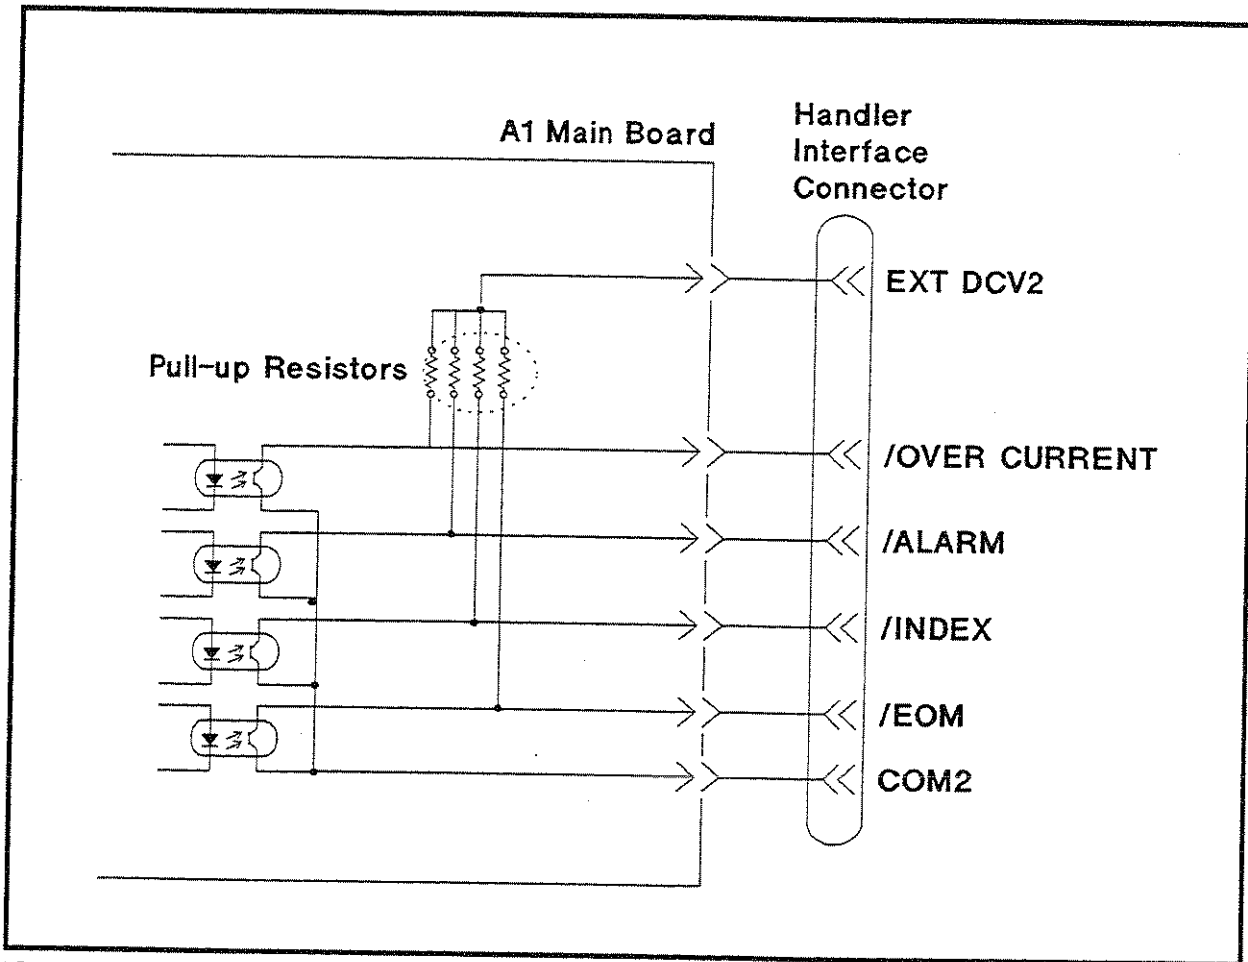 A1 Main Board
Handler
Interface
Connector
EXT DCV2
Pull-up Resistors
/OVER CURRENT
/ALARM
/INDEX
/EOM
COM2